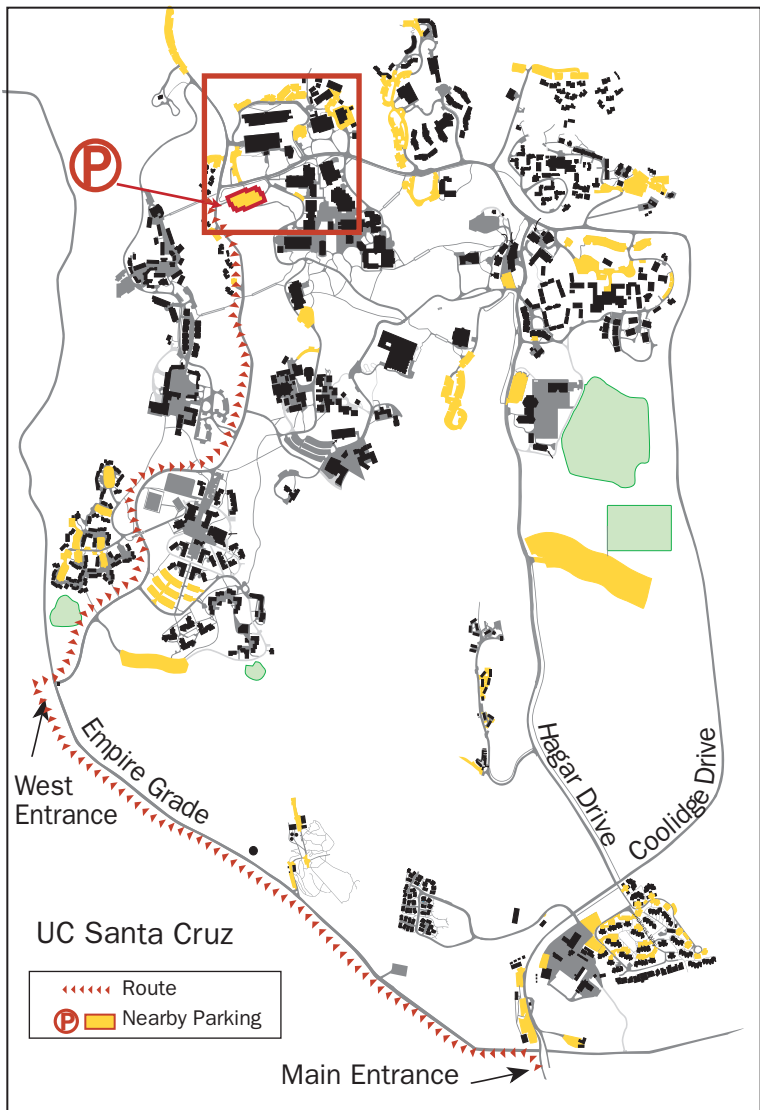 P
Hagar Drive
Coolidge Drive
Empire Grade
West
Entrance
UC Santa Cruz
Route
P Nearby Parking
Main Entrance